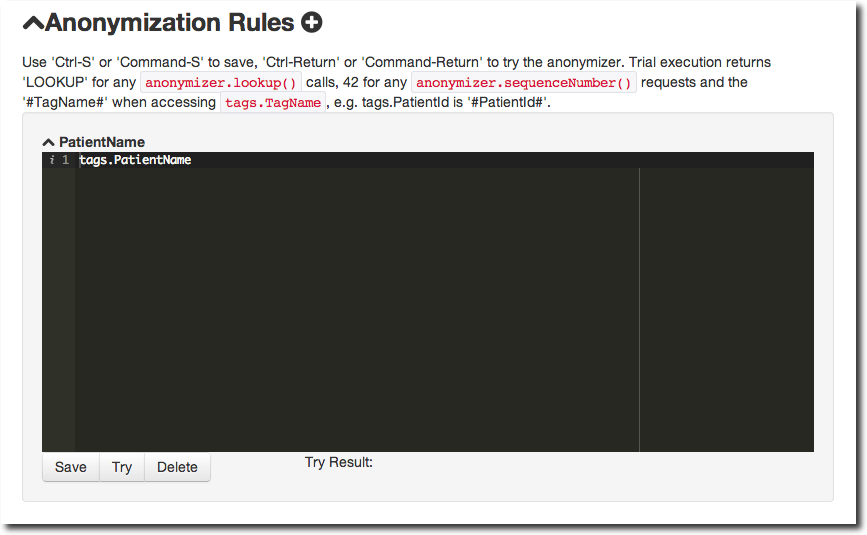 Anonymization Rules
Use 'Ctrl-S' or 'Command-S' to save, 'Ctrl-Return' or 'Command-Return' to try the anonymizer. Trial execution returns
'LOOKUP' for any anonymizer.lookup() calls, 42 for any anonymizer.sequenceNumber() requests and the
'#TagName#' when accessing tags.TagName , e.g. tags.PatientId is '#PatientId#'.
PatientName
i 1 tags.PatientName
Save Try Delete Try Result: